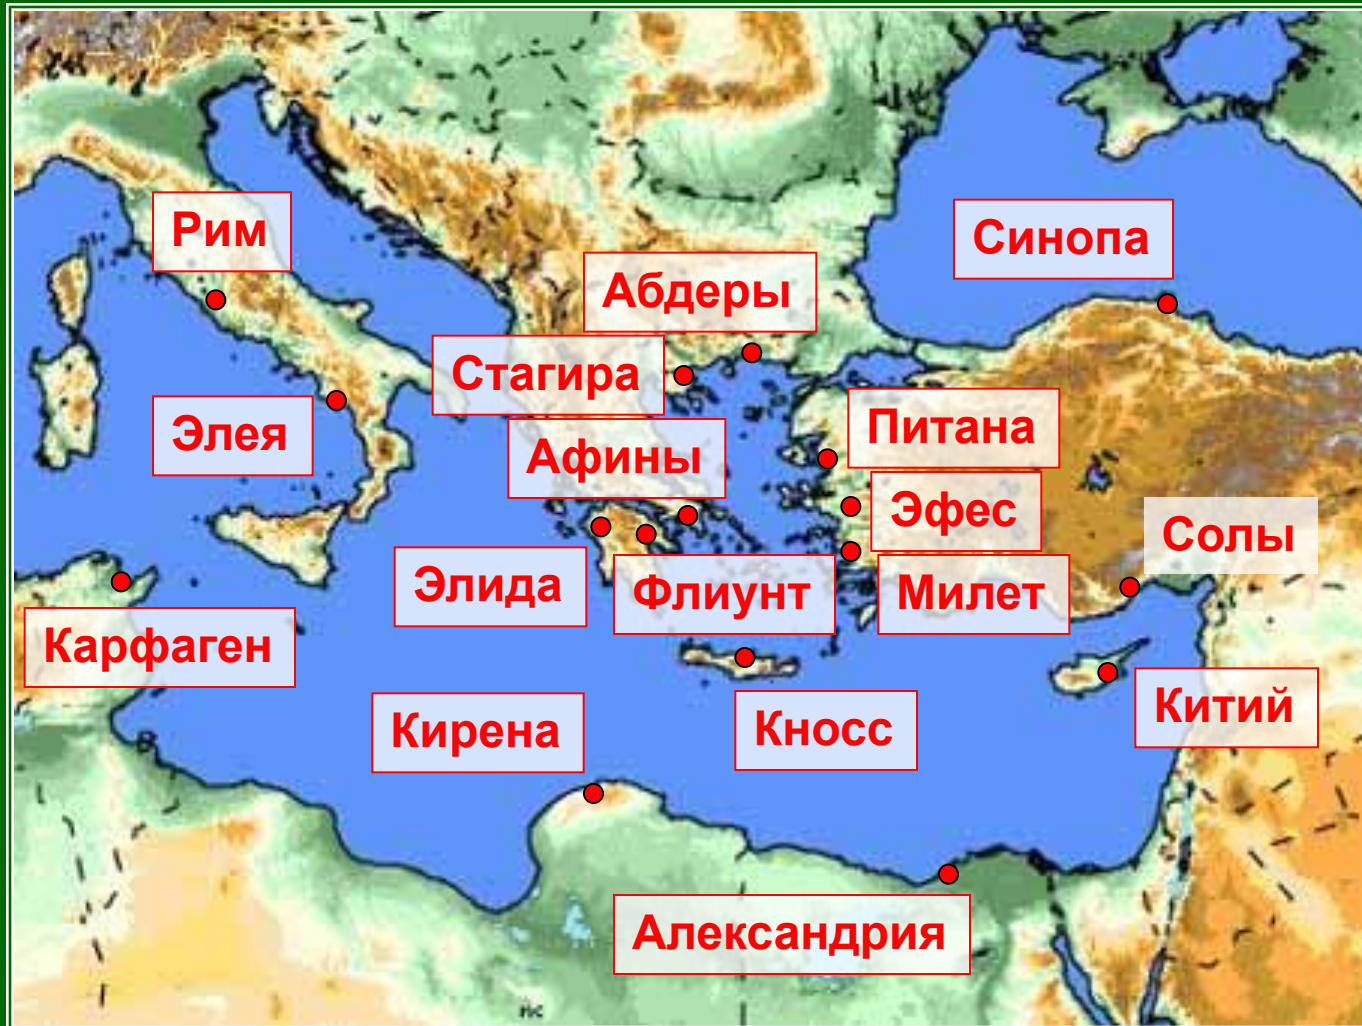 Рим
Синопа
Абдеры
Стагира
Элея
Питана
Афины
Эфес
Солы
Элида
Флиунт
Милет
Карфаген
Китий
Кирена
Кносс
Александрия